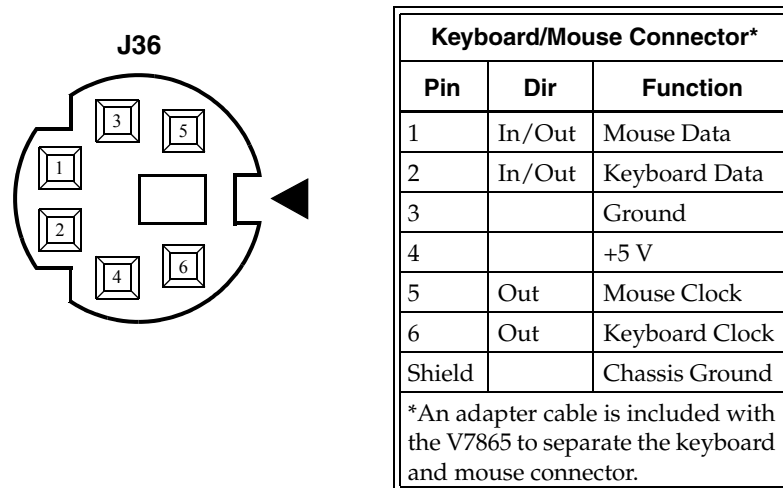 J36
3
5
1
2
4
6
Keyboard/Mouse Connector*
Pin Dir Function
1 In/Out Mouse Data
2 In/Out Keyboard Data
3 Ground
4 +5 V
5 Out Mouse Clock
6 Out Keyboard Clock
Shield Chassis Ground
*An adapter cable is included with
the V7865 to separate the keyboard
and mouse connector.